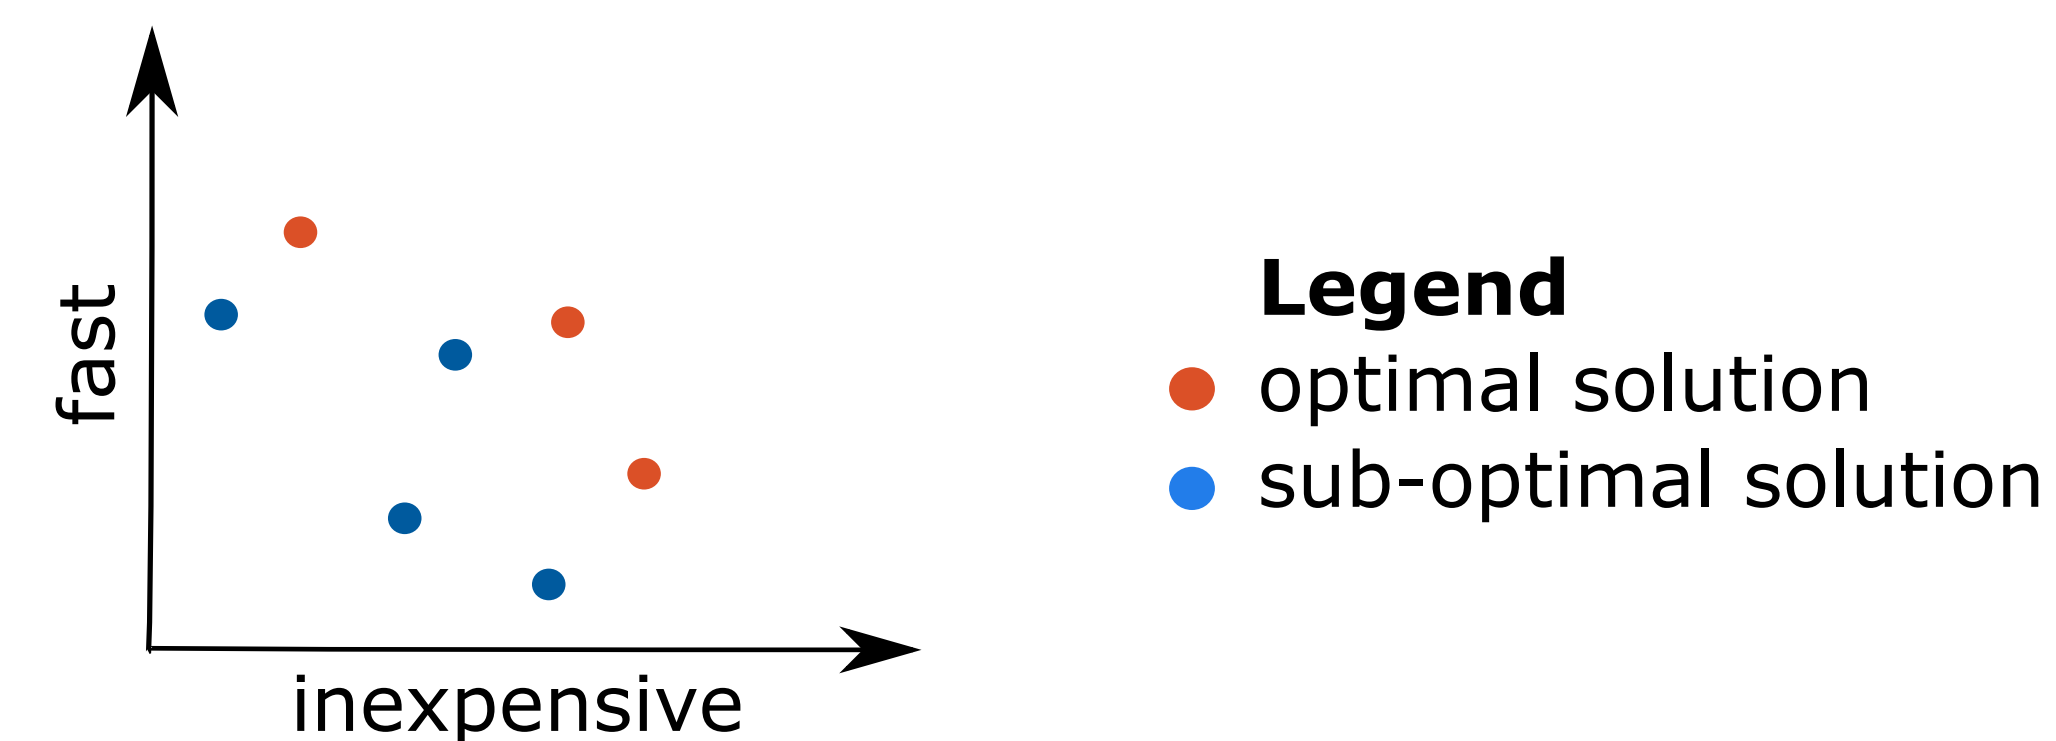 fast
inexpensive
Legend
optimal solution
sub-optimal solution